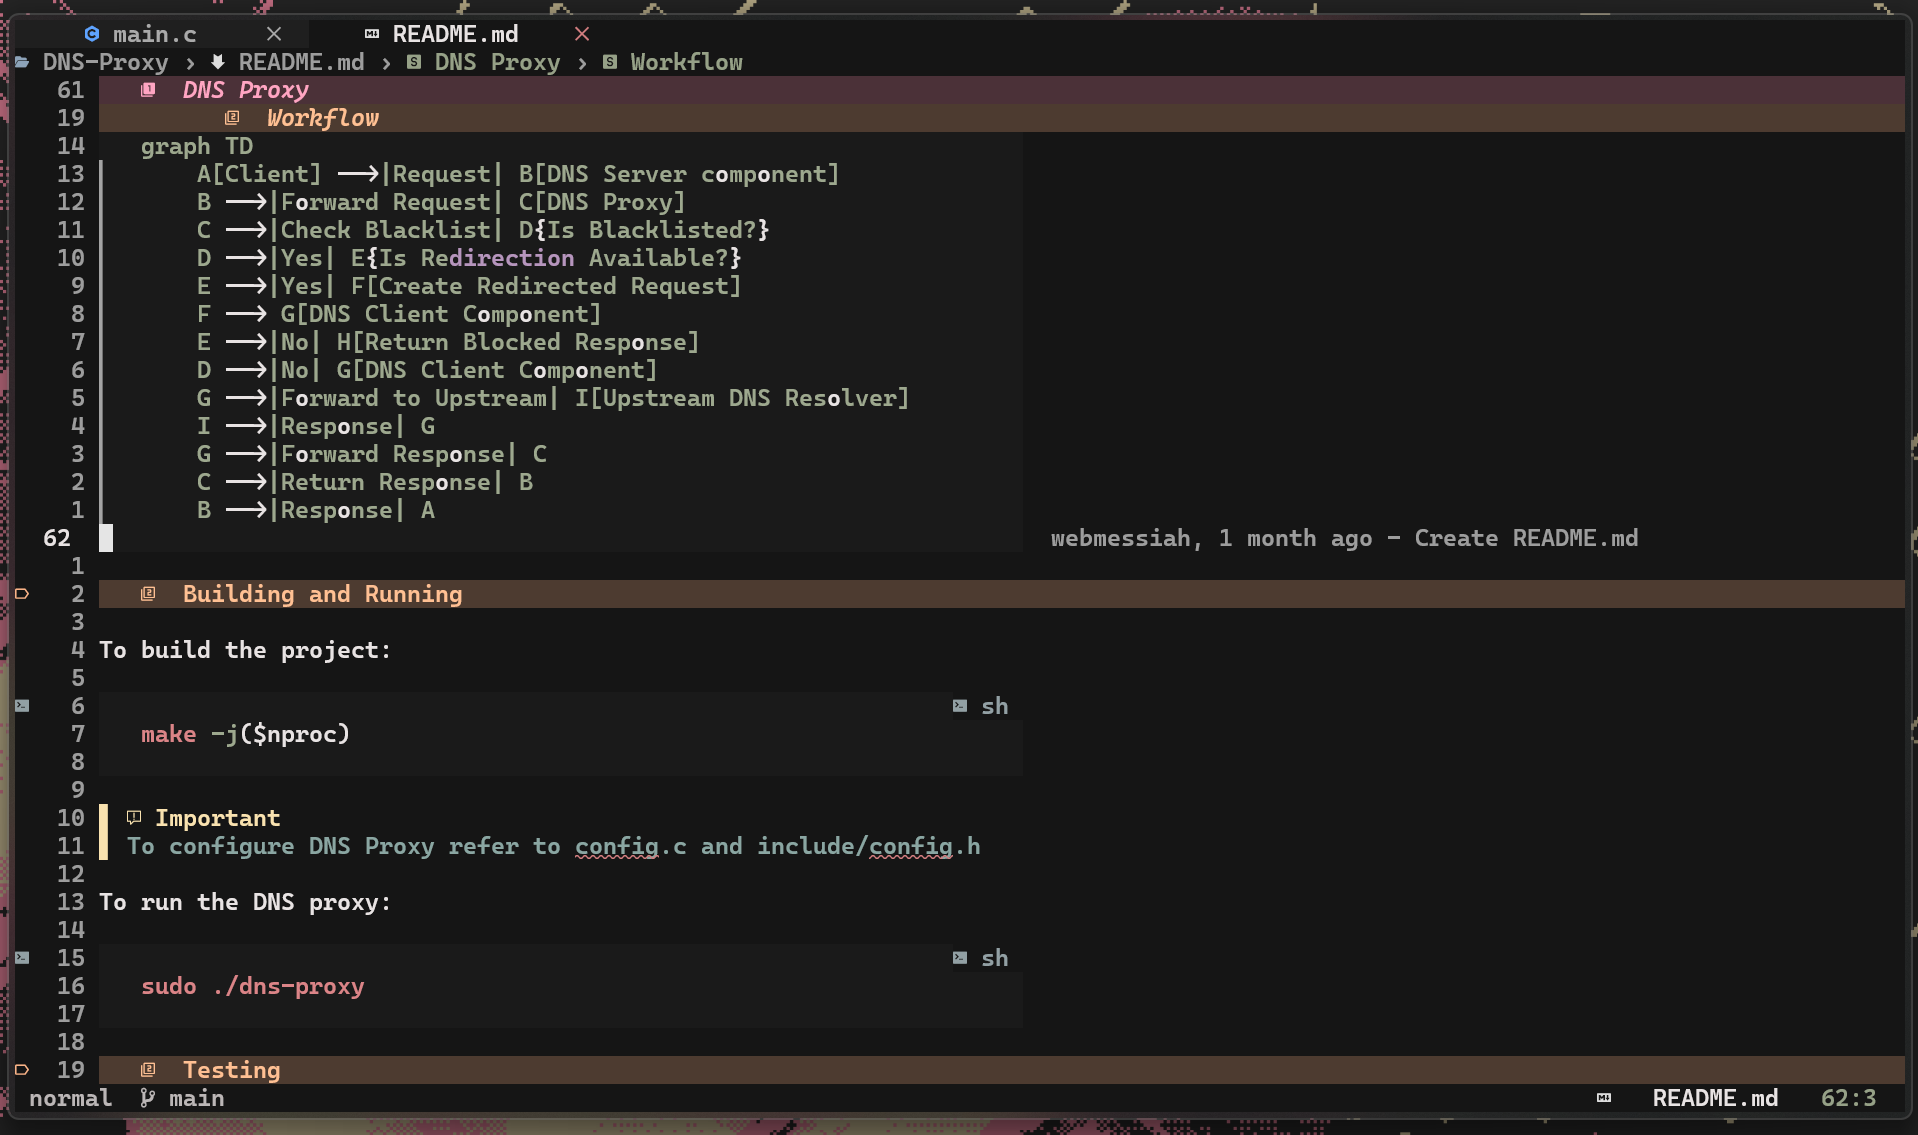 main.c README.md
DNS-Proxy › README.md › S DNS Proxy › S Workflow
61 1 DNS Proxy
19 2 Workflow
14 graph TD
13 A[Client] -->|Request| B[DNS Server component]
12 B -->|Forward Request| C[DNS Proxy]
11 C -->|Check Blacklist| D{Is Blacklisted?}
10 D -->|Yes| E{Is Redirection Available?}
9 E -->|Yes| F[Create Redirected Request]
8 F --> G[DNS Client Component]
7 E -->|No| H[Return Blocked Response]
6 D -->|No| G[DNS Client Component]
5 G -->|Forward to Upstream| I[Upstream DNS Resolver]
4 I -->|Response| G
3 G -->|Forward Response| C
2 C -->|Return Response| B
1 B -->|Response| A
62 webmessiah, 1 month ago - Create README.md
1
2 2 Building and Running
3
4 To build the project:
5
6 sh
7 make -j($nproc)
8
9
10 Important
11 To configure DNS Proxy refer to config.c and include/config.h
12
13 To run the DNS proxy:
14
15 sh
16 sudo ./dns-proxy
17
18
19 2 Testing
normal main README.md 62:3